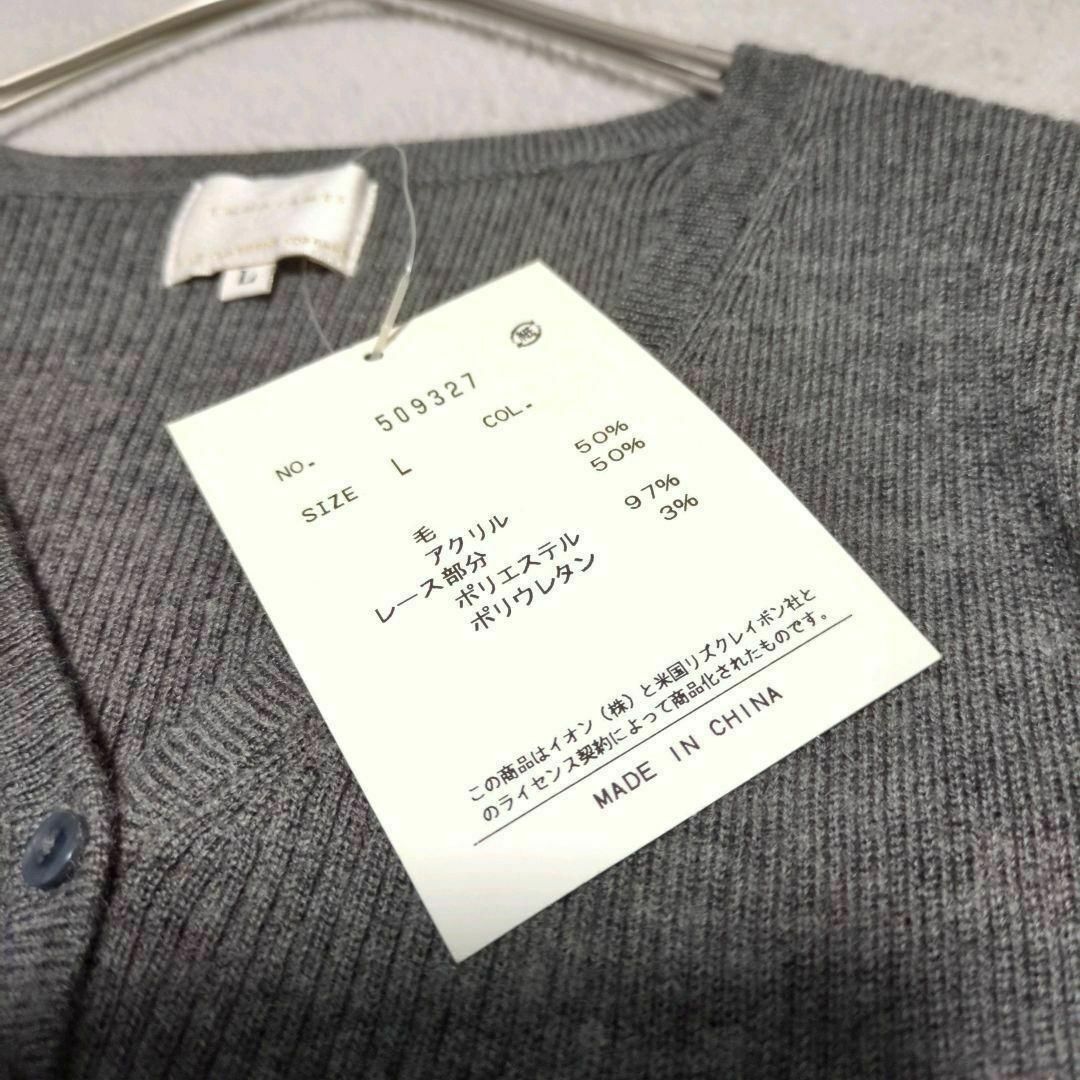 L
509327
NO.
COL.
SIZE L
毛 50%
アクリル 50%
レース部分
ポリエステル 97%
ポリウレタン 3%
この商品はイオン(株)と米国リズクレイボン社と
のライセンス契約によって商品化されたものです。
MADE IN CHINA